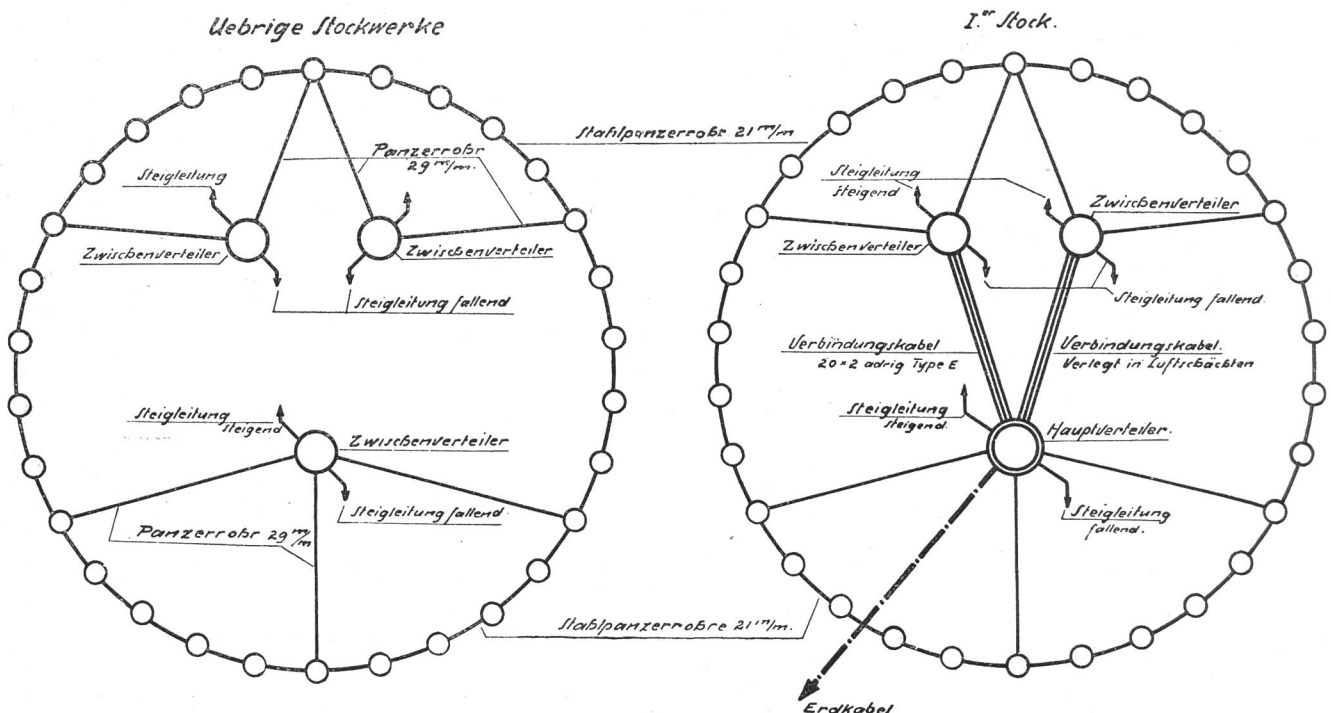 Uebrige Stockwerke
I.er Stock.
Stahlpanzerrohr 21 m/m
Panzerrohr
29 m/m.
Steigleitung
Steigleitung
steigend
Zwischenverteiler
Zwischenverteiler
Zwischenverteiler
Zwischenverteiler
Steigleitung fallend
Steigleitung fallend.
Verbindungskabel
20×2 adrig Type E
Verbindungskabel.
Verlegt in Luftschächten
Steigleitung
steigend
Zwischenverteiler
Steigleitung
steigend.
Hauptverteiler.
Steigleitung fallend.
Steigleitung
fallend.
Panzerrohr 29 m/m
Stahlpanzerrohre 21 m/m.
Erdkabel